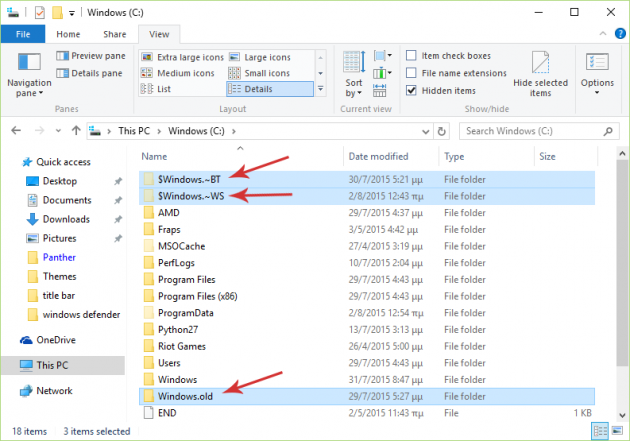 Windows (C:)
File Home Share View
Navigation pane
Preview pane
Details pane
Panes
Extra large icons Large icons
Medium icons Small icons
List Details
Layout
Sort by
Current view
Item check boxes
File name extensions
Hidden items
Hide selected items
Show/hide
Options
This PC Windows (C:)
Search Windows (C:)
Quick access
Desktop
Documents
Downloads
Pictures
Panther
Themes
title bar
windows defender
OneDrive
This PC
Network
Name Date modified Type Size
$Windows.~BT 30/7/2015 5:21 μμ File folder
$Windows.~WS 2/8/2015 12:43 πμ File folder
AMD 29/7/2015 4:37 μμ File folder
Fraps 3/5/2015 4:42 μμ File folder
MSOCache 27/4/2015 3:19 μμ File folder
PerfLogs 10/7/2015 2:04 μμ File folder
Program Files 29/7/2015 4:43 μμ File folder
Program Files (x86) 29/7/2015 4:43 μμ File folder
ProgramData 2/8/2015 12:54 πμ File folder
Python27 13/7/2015 3:13 μμ File folder
Riot Games 26/4/2015 5:00 μμ File folder
Users 29/7/2015 4:43 μμ File folder
Windows 31/7/2015 8:47 μμ File folder
Windows.old 29/7/2015 5:27 μμ File folder
END 2/5/2015 11:43 πμ File 1 KB
18 items 3 items selected